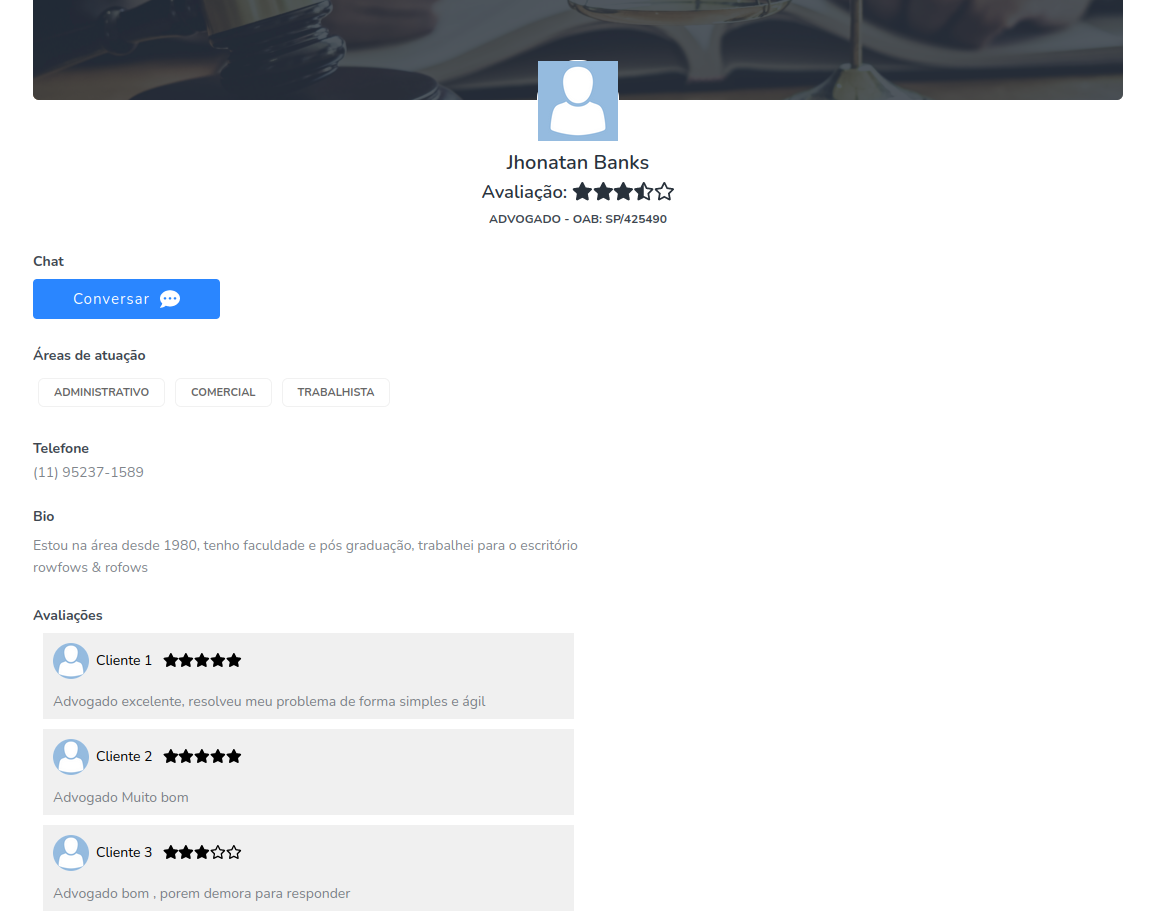 Jhonatan Banks
Avaliação:
ADVOGADO - OAB: SP/425490
Chat
Conversar
Áreas de atuação
ADMINISTRATIVO COMERCIAL TRABALHISTA
Telefone
(11) 95237-1589
Bio
Estou na área desde 1980, tenho faculdade e pós graduação, trabalhei para o escritório
rowfows & rofows
Avaliações
Cliente 1
Advogado excelente, resolveu meu problema de forma simples e ágil
Cliente 2
Advogado Muito bom
Cliente 3
Advogado bom , porem demora para responder